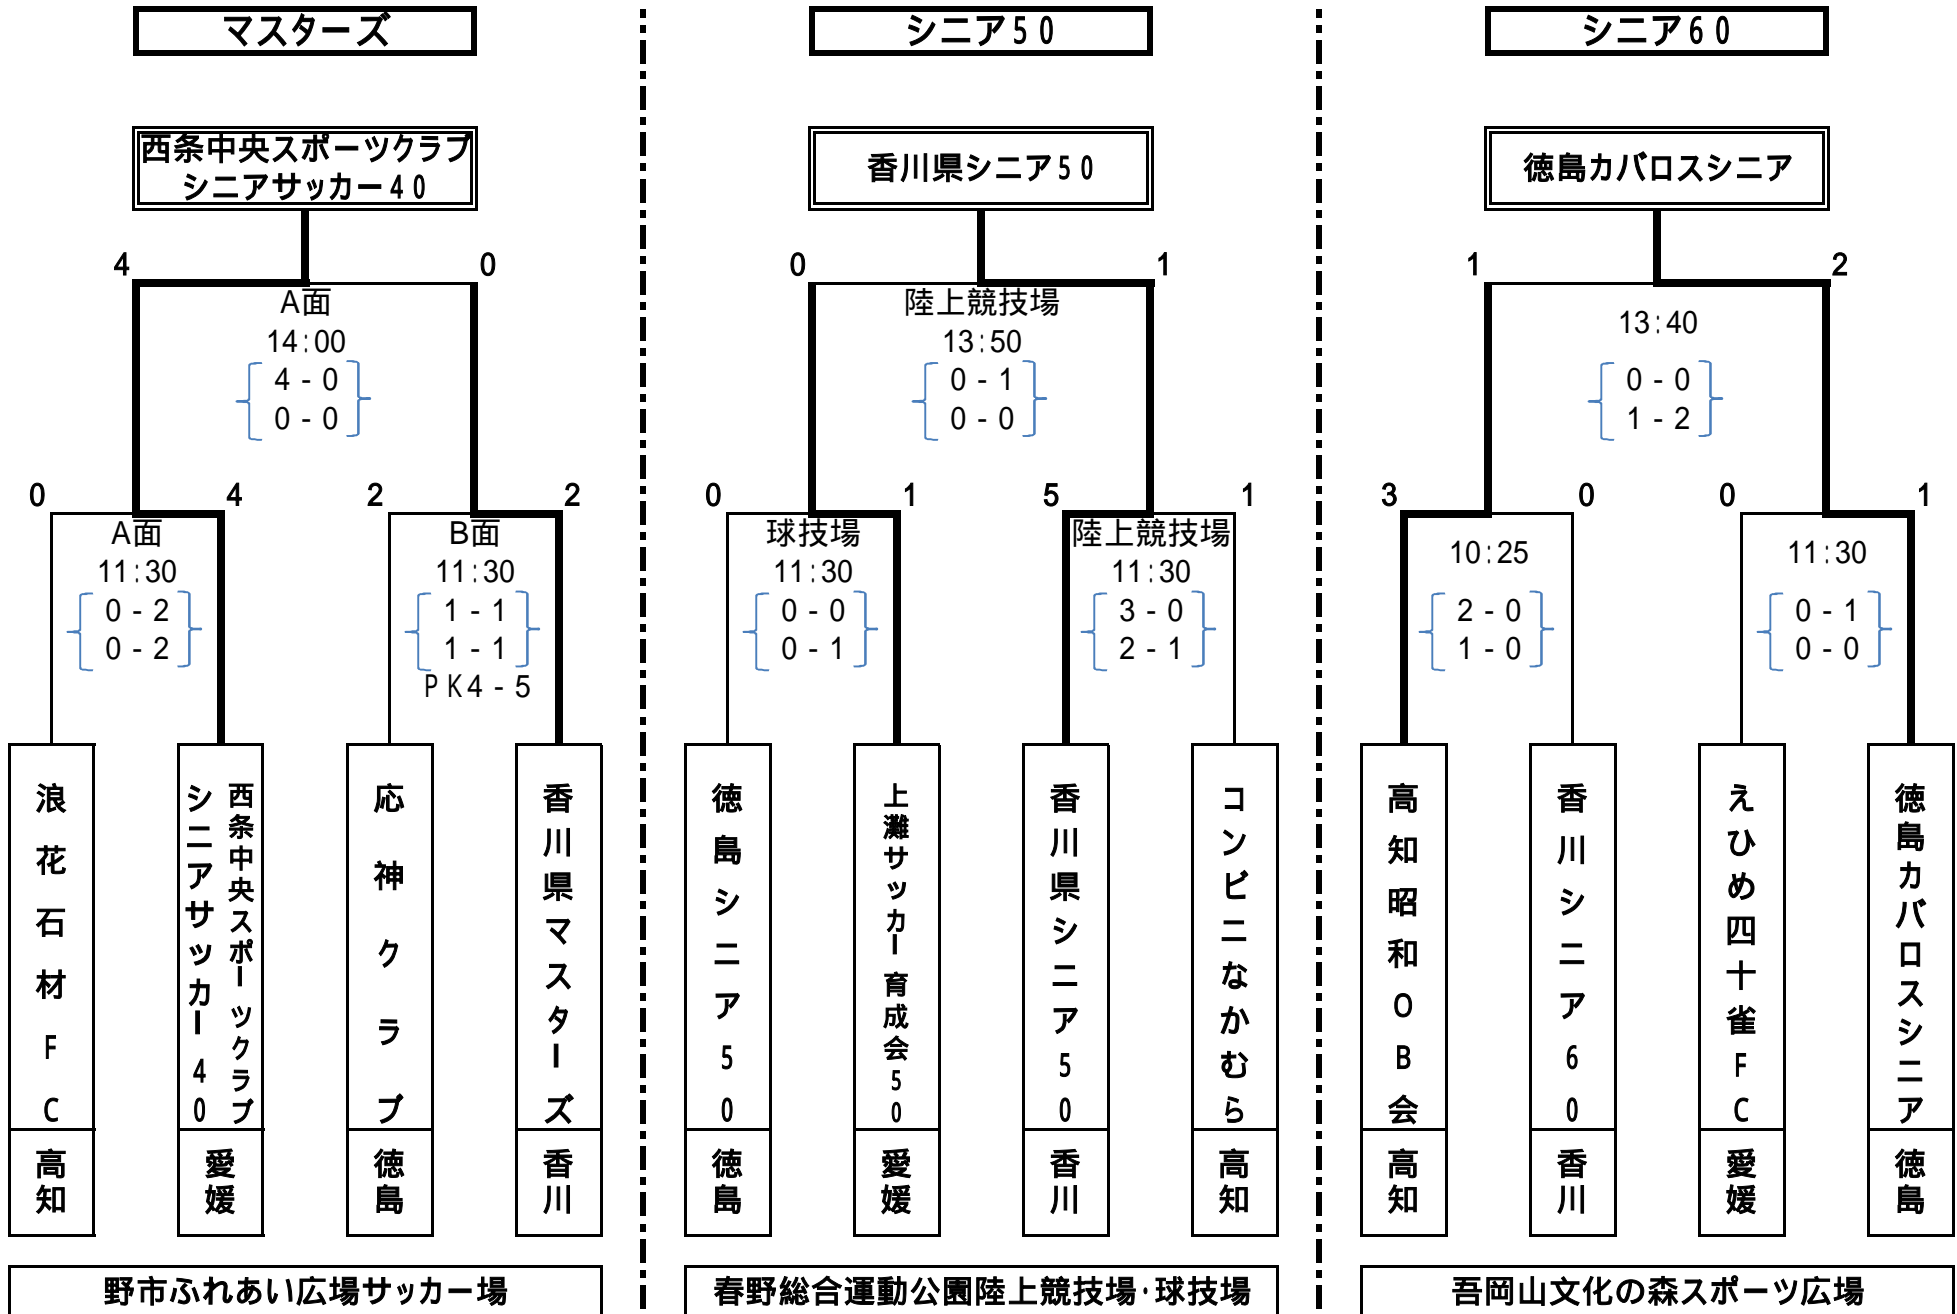 マスターズ
西条中央スポーツクラブ
シニアサッカー40
4
0
A面
14:00
4 - 0
0 - 0
0
4
2
2
A面
11:30
0 - 2
0 - 2
B面
11:30
1 - 1
1 - 1
PK4 - 5
浪花石材FC
西条中央スポーツクラブ
シニアサッカー40
応神クラブ
香川県マスターズ
高知
愛媛
徳島
香川
野市ふれあい広場サッカー場
シニア50
香川県シニア50
0
1
陸上競技場
13:50
0 - 1
0 - 0
0
1
5
1
球技場
11:30
0 - 0
0 - 1
陸上競技場
11:30
3 - 0
2 - 1
徳島シニア50
上灘サッカー育成会50
香川県シニア50
コンビニなかむら
徳島
愛媛
香川
高知
春野総合運動公園陸上競技場・球技場
シニア60
徳島カバロスシニア
1
2
13:40
0 - 0
1 - 2
3
0
0
1
10:25
2 - 0
1 - 0
11:30
0 - 1
0 - 0
高知昭和OB会
香川シニア60
えひめ四十雀FC
徳島カバロスシニア
高知
香川
愛媛
徳島
吾岡山文化の森スポーツ広場